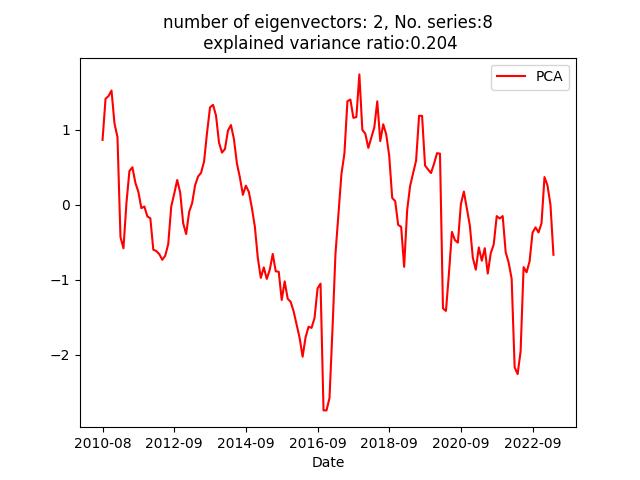 number of eigenvectors: 2, No. series:8
explained variance ratio:0.204
PCA
1
0
−1
−2
2010-08 2012-09 2014-09 2016-09 2018-09 2020-09 2022-09
Date